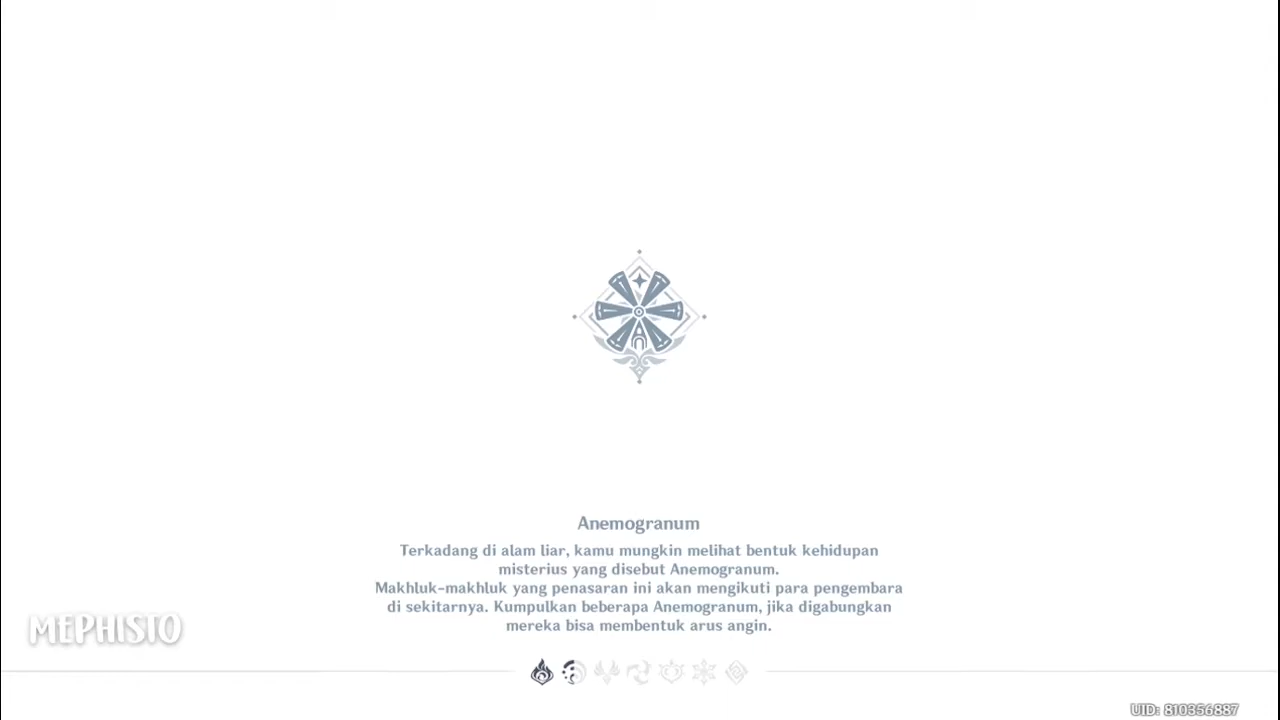 Anemogranum
Terkadang di alam liar, kamu mungkin melihat bentuk kehidupan
misterius yang disebut Anemogranum.
Makhluk-makhluk yang penasaran ini akan mengikuti para pengembara
di sekitarnya. Kumpulkan beberapa Anemogranum, jika digabungkan
mereka bisa membentuk arus angin.
MEPHISTO
UID: 810356887